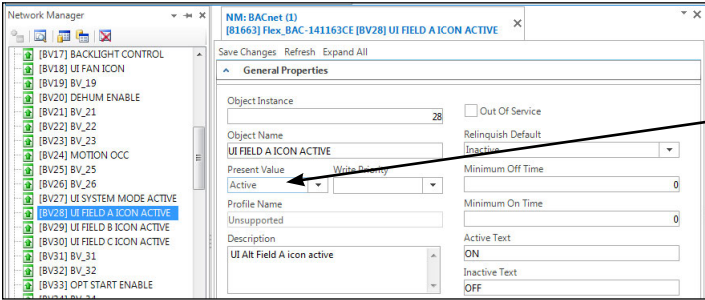 Network Manager
[BV17] BACKLIGHT CONTROL
[BV18] UI FAN ICON
[BV19] BV_19
[BV20] DEHUM ENABLE
[BV21] BV_21
[BV22] BV_22
[BV23] BV_23
[BV24] MOTION OCC
[BV25] BV_25
[BV26] BV_26
[BV27] UI SYSTEM MODE ACTIVE
[BV28] UI FIELD A ICON ACTIVE
[BV29] UI FIELD B ICON ACTIVE
[BV30] UI FIELD C ICON ACTIVE
[BV31] BV_31
[BV32] BV_32
[BV33] OPT START ENABLE
[BV34] BV_34
NM: BACnet (1)
[81663] Flex_BAC-141163CE [BV28] UI FIELD A ICON ACTIVE
Save Changes Refresh Expand All
General Properties
Object Instance
28
Object Name
UI FIELD A ICON ACTIVE
Present Value Write Priority
Active
Profile Name
Unsupported
Description
UI Alt Field A icon active
Out Of Service
Relinquish Default
Inactive
Minimum Off Time
0
Minimum On Time
0
Active Text
ON
Inactive Text
OFF